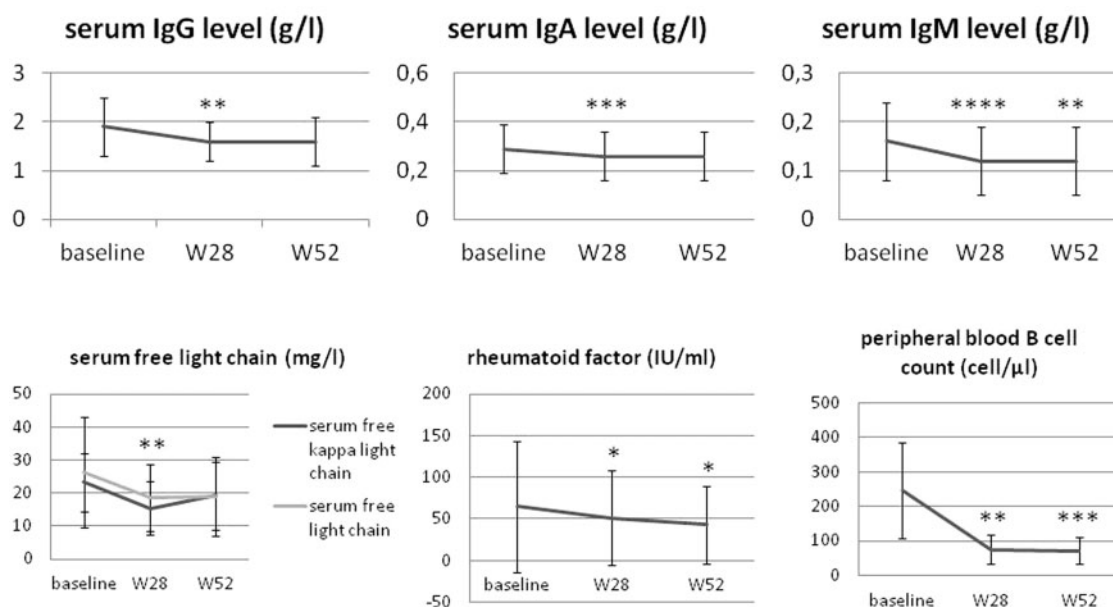 serum IgG level (g/l)
3
2
1
0
**
baseline W28 W52
serum IgA level (g/l)
0,6
0,4
0,2
0
***
baseline W28 W52
serum IgM level (g/l)
0,3
0,2
0,1
0
**** **
baseline W28 W52
serum free light chain (mg/l)
50
40
30
20
10
0
**
baseline W28 W52
serum free
kappa light
chain
serum free
light chain
rheumatoid factor (IU/ml)
200
150
100
50
0
-50
* *
baseline W28 W52
peripheral blood B cell
count (cell/µl)
500
400
300
200
100
0
** ***
baseline W28 W52